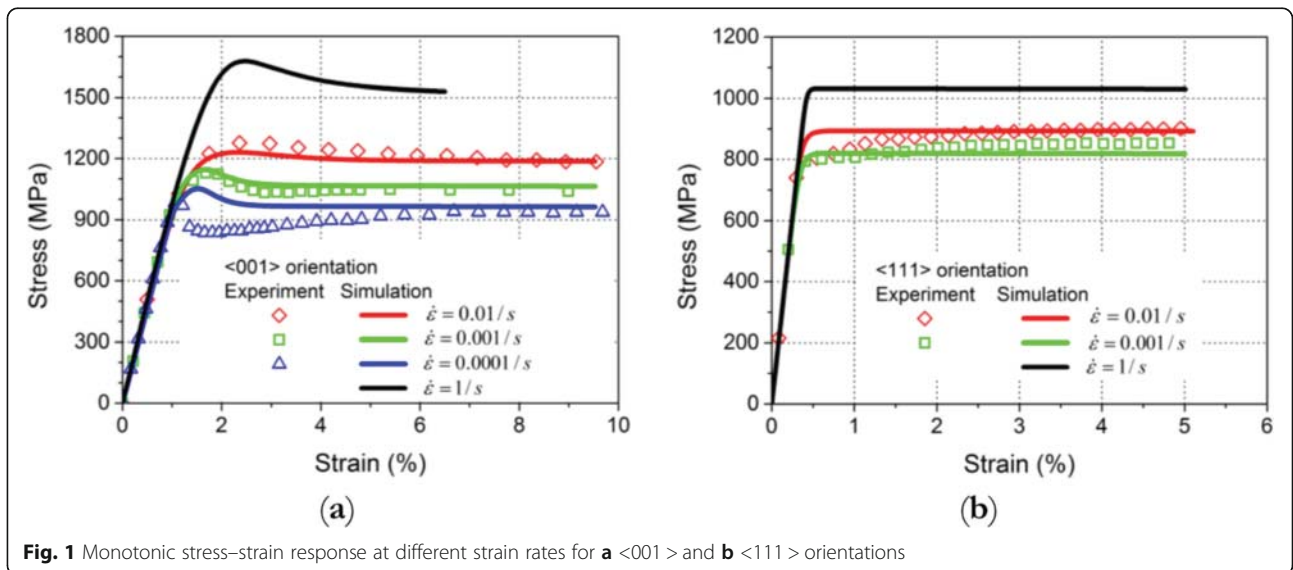 1800
1500
1200
900
600
300
0
Stress (MPa)
0 2 4 6 8 10
Strain (%)
<001> orientation
Experiment Simulation
ε̇ = 0.01/s
ε̇ = 0.001/s
ε̇ = 0.0001/s
ε̇ = 1/s
(a)
1200
1000
800
600
400
200
0
Stress (MPa)
0 1 2 3 4 5 6
Strain (%)
<111> orientation
Experiment Simulation
ε̇ = 0.01/s
ε̇ = 0.001/s
ε̇ = 1/s
(b)
Fig. 1 Monotonic stress–strain response at different strain rates for a <001 > and b <111 > orientations